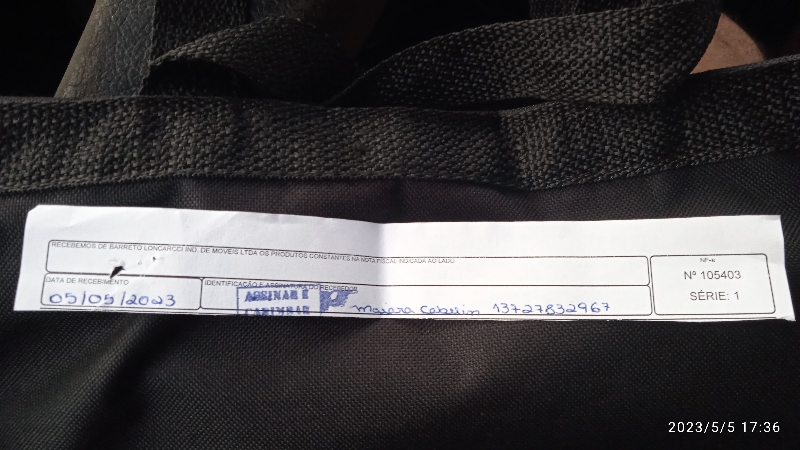 RECEBEMOS DE BARRETO LONCARCCI IND. DE MOVEIS LTDA OS PRODUTOS CONSTANTES NA NOTA FISCAL INDICADA AO LADO
NF-e
Nº 105403
SÉRIE: 1
DATA DE RECEBIMENTO
05/05/2023
IDENTIFICAÇÃO E ASSINATURA DO RECEBEDOR
ASSINAR E
CARIMBAR
13727832967
2023/5/5 17:36